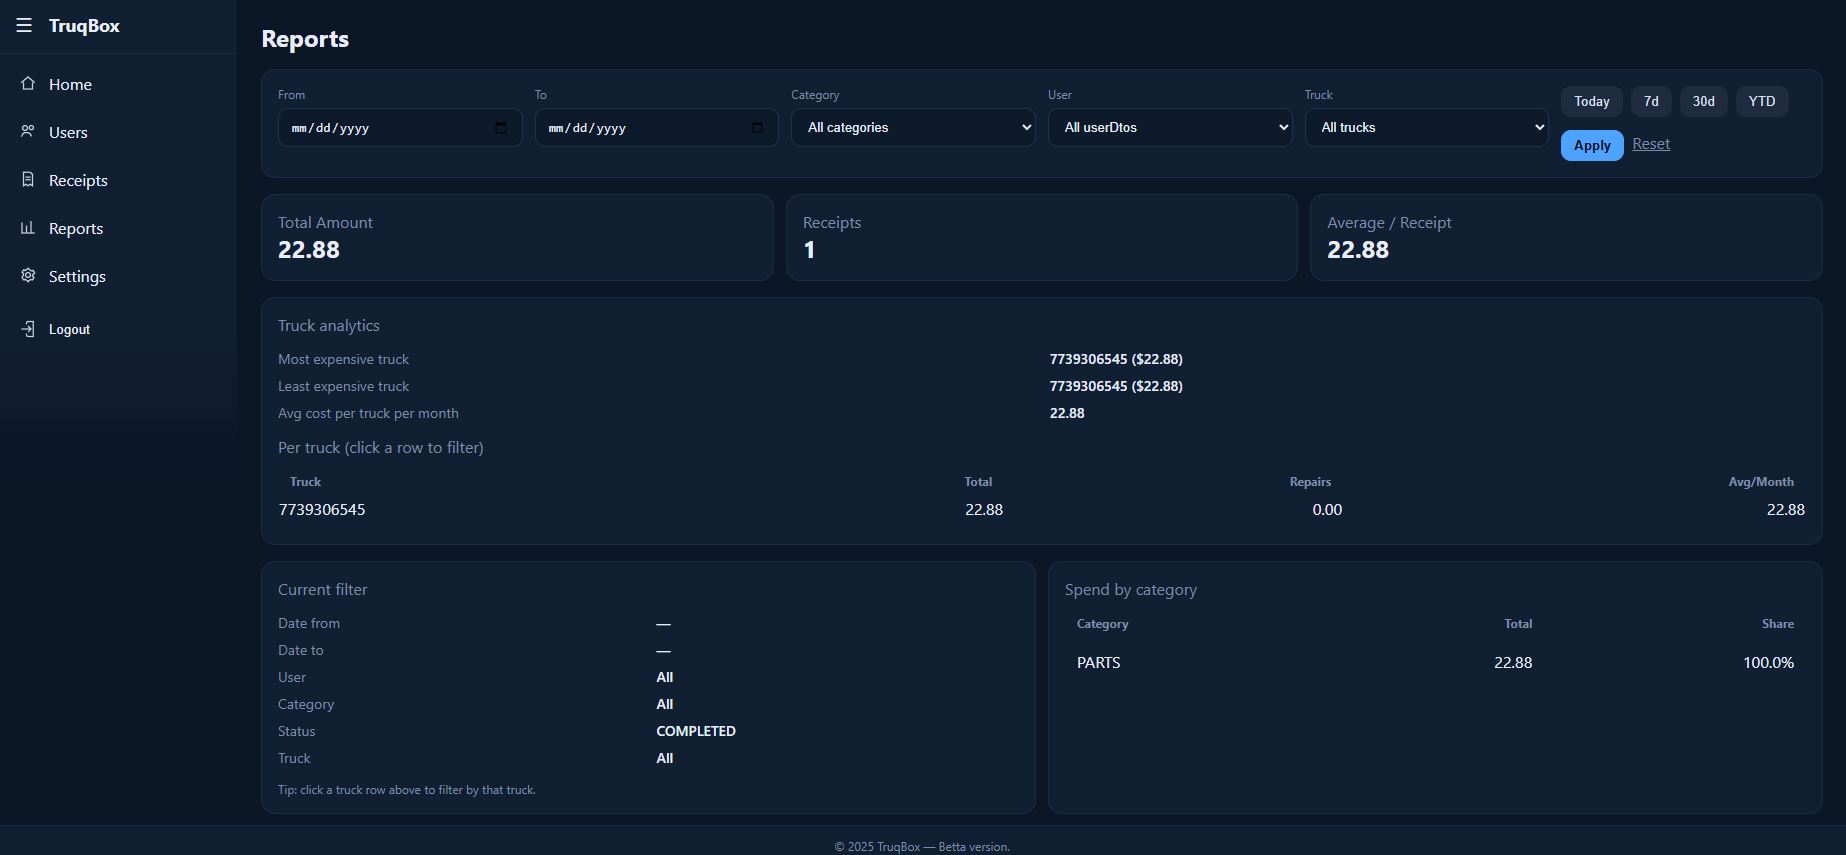 TruqBox
Home
Users
Receipts
Reports
Settings
Logout
Reports
From To Category User Truck
mm/dd/yyyy mm/dd/yyyy All categories All userDtos All trucks
Today 7d 30d YTD
Apply Reset
Total Amount
22.88
Receipts
1
Average / Receipt
22.88
Truck analytics
Most expensive truck 7739306545 ($22.88)
Least expensive truck 7739306545 ($22.88)
Avg cost per truck per month 22.88
Per truck (click a row to filter)
Truck Total Repairs Avg/Month
7739306545 22.88 0.00 22.88
Current filter
Date from —
Date to —
User All
Category All
Status COMPLETED
Truck All
Tip: click a truck row above to filter by that truck.
Spend by category
Category Total Share
PARTS 22.88 100.0%
© 2025 TruqBox — Betta version.